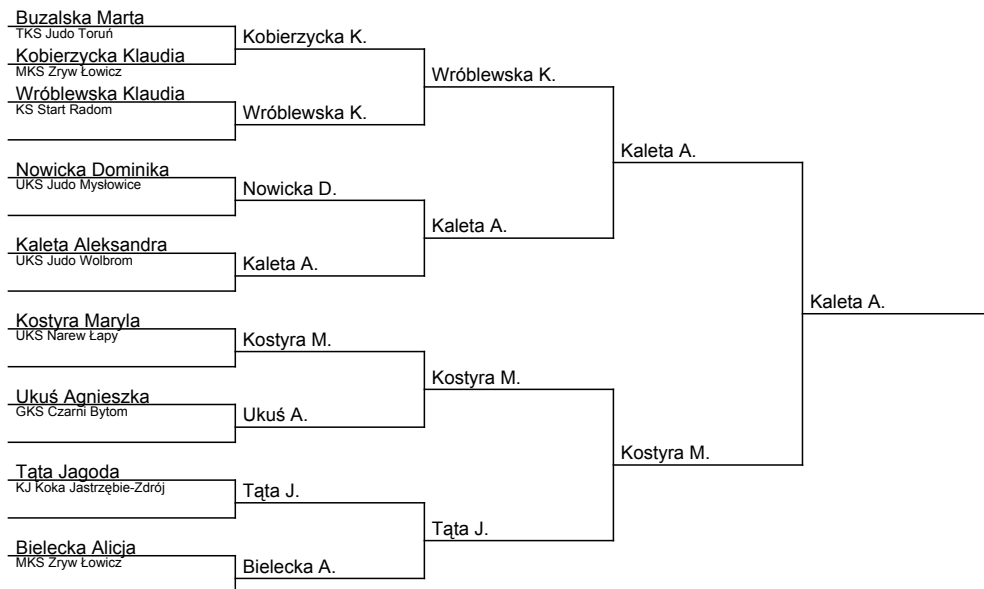 Buzalska Marta
TKS Judo Toruń
Kobierzycka Klaudia
MKS Zryw Łowicz
Wróblewska Klaudia
KS Start Radom
Nowicka Dominika
UKS Judo Mysłowice
Kaleta Aleksandra
UKS Judo Wolbrom
Kostyra Maryla
UKS Narew Łapy
Ukuś Agnieszka
GKS Czarni Bytom
Tąta Jagoda
KJ Koka Jastrzębie-Zdrój
Bielecka Alicja
MKS Zryw Łowicz
Kobierzycka K.
Wróblewska K.
Nowicka D.
Kaleta A.
Kostyra M.
Ukuś A.
Tąta J.
Bielecka A.
Wróblewska K.
Kaleta A.
Kostyra M.
Tąta J.
Kaleta A.
Kostyra M.
Kaleta A.